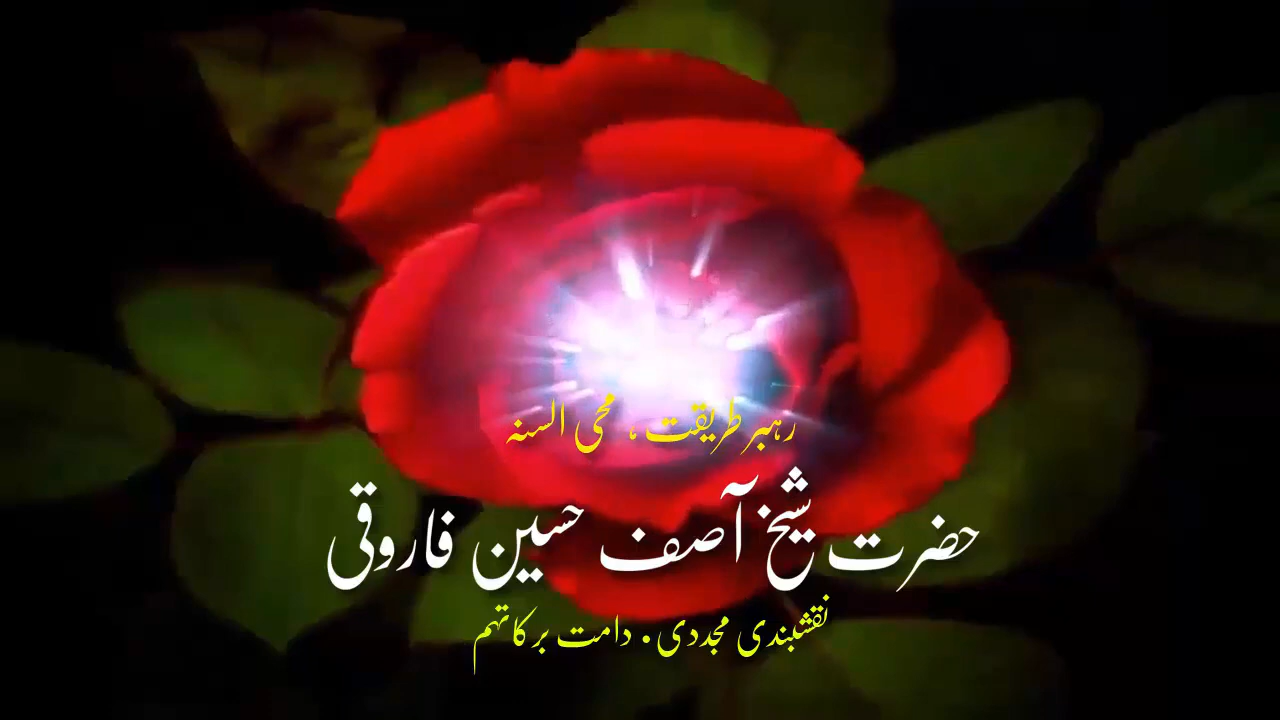 رہبر طریقت، محی السنہ
حضرت شیخ آصف حسین فاروقی
نقشبندی مجددی. دامت برکاتہم